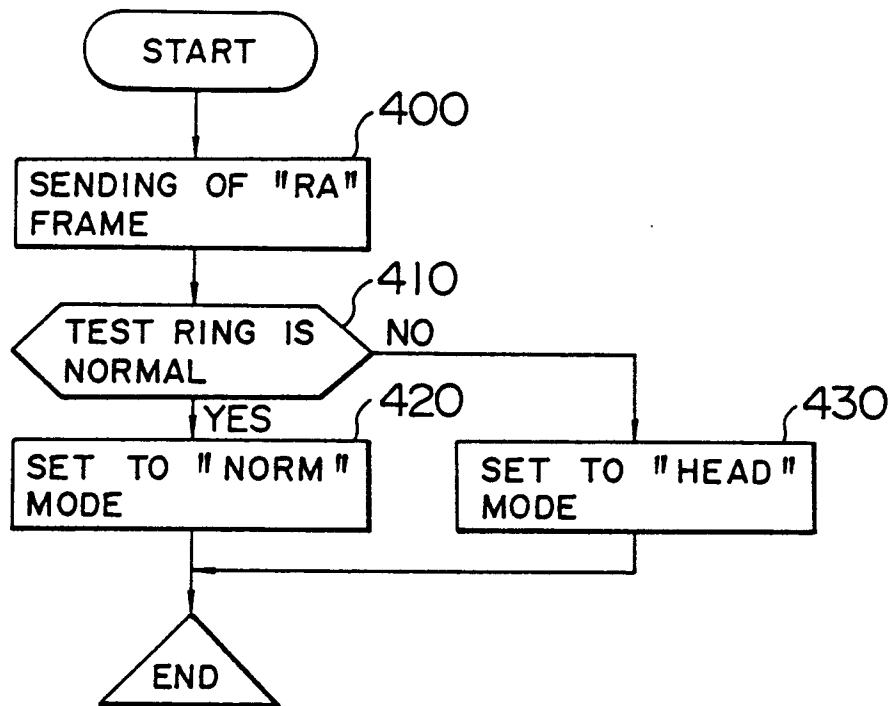 START
400
SENDING OF "RA"
FRAME
410
TEST RING IS
NORMAL
NO
YES
420
430
SET TO "NORM"
MODE
SET TO "HEAD"
MODE
END